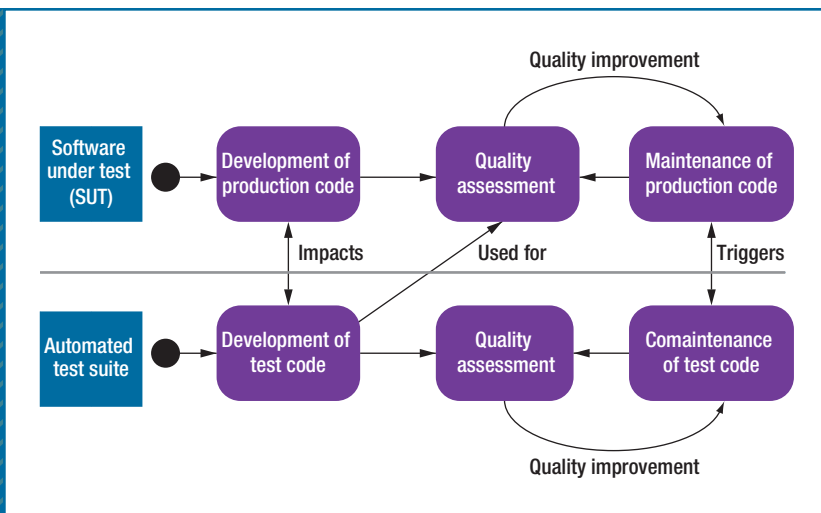 Quality improvement
Software
under test
(SUT)
Development of
production code
Quality
assessment
Maintenance of
production code
Impacts
Used for
Triggers
Automated
test suite
Development of
test code
Quality
assessment
Comaintenance
of test code
Quality improvement